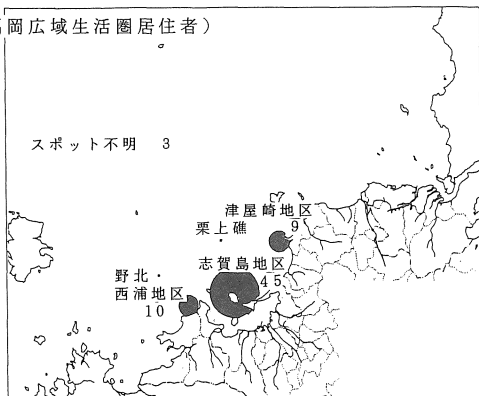 岡広域生活圏居住者)
スポット不明 3
津屋崎地区
9
栗上礁
志賀島地区
45
野北・
西浦地区
10